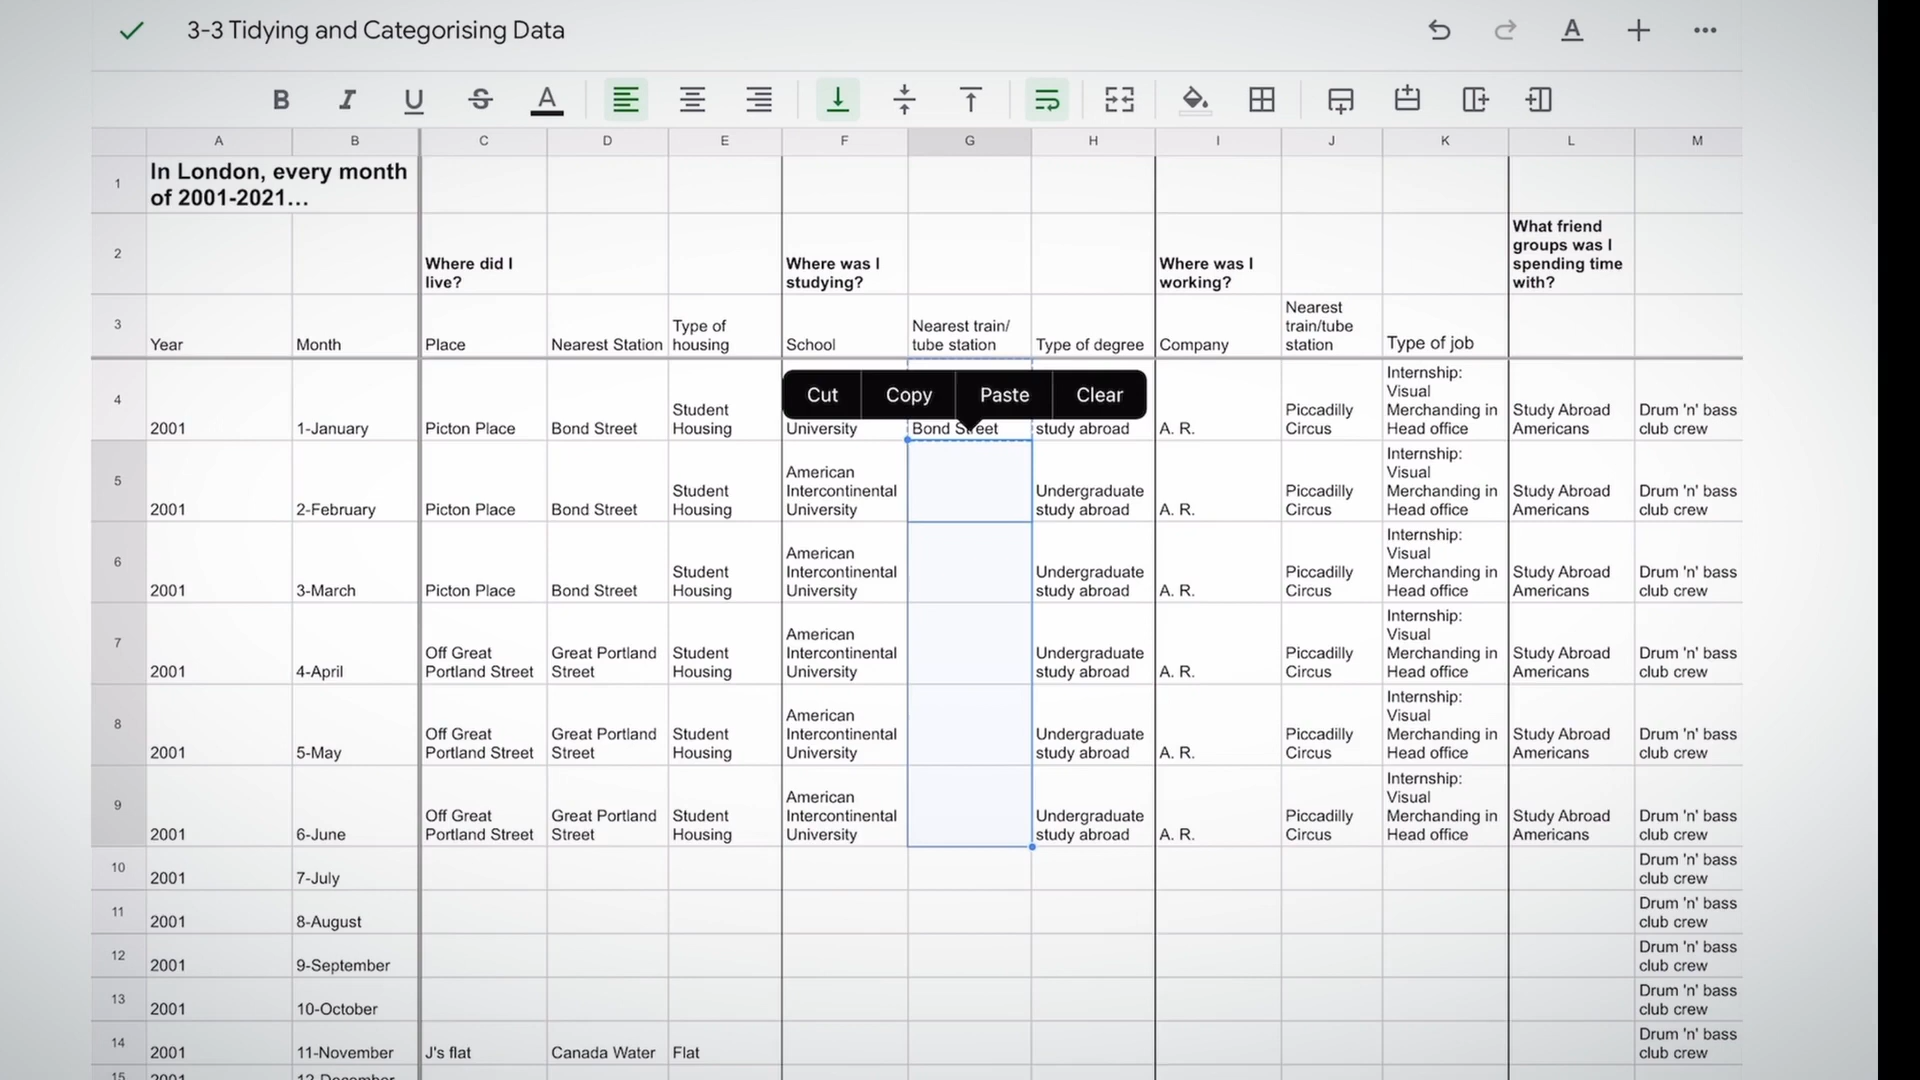 3-3 Tidying and Categorising Data
B I U S A
A B C D E F G H I J K L M
1 In London, every month
of 2001-2021...
2 Where did I
live?
Where was I
studying?
Where was I
working?
What friend
groups was I
spending time
with?
3 Year Month Place Nearest Station
Type of
housing
School
Nearest train/
tube station
Type of degree Company
Nearest
train/tube
station
Type of job
Cut Copy Paste Clear
4 2001 1-January Picton Place Bond Street
Student
Housing
University
Bond Street
study abroad
A. R.
Piccadilly
Circus
Internship:
Visual
Merchanding in
Head office
Study Abroad
Americans
Drum 'n' bass
club crew
5 2001 2-February Picton Place Bond Street
Student
Housing
American
Intercontinental
University
Undergraduate
study abroad
A. R.
Piccadilly
Circus
Internship:
Visual
Merchanding in
Head office
Study Abroad
Americans
Drum 'n' bass
club crew
6 2001 3-March Picton Place Bond Street
Student
Housing
American
Intercontinental
University
Undergraduate
study abroad
A. R.
Piccadilly
Circus
Internship:
Visual
Merchanding in
Head office
Study Abroad
Americans
Drum 'n' bass
club crew
7 2001 4-April
Off Great
Portland Street
Great Portland
Street
Student
Housing
American
Intercontinental
University
Undergraduate
study abroad
A. R.
Piccadilly
Circus
Internship:
Visual
Merchanding in
Head office
Study Abroad
Americans
Drum 'n' bass
club crew
8 2001 5-May
Off Great
Portland Street
Great Portland
Street
Student
Housing
American
Intercontinental
University
Undergraduate
study abroad
A. R.
Piccadilly
Circus
Internship:
Visual
Merchanding in
Head office
Study Abroad
Americans
Drum 'n' bass
club crew
9 2001 6-June
Off Great
Portland Street
Great Portland
Street
Student
Housing
American
Intercontinental
University
Undergraduate
study abroad
A. R.
Piccadilly
Circus
Internship:
Visual
Merchanding in
Head office
Study Abroad
Americans
Drum 'n' bass
club crew
10 2001 7-July
Drum 'n' bass
club crew
11 2001 8-August
Drum 'n' bass
club crew
12 2001 9-September
Drum 'n' bass
club crew
13 2001 10-October
Drum 'n' bass
club crew
14 2001 11-November J's flat Canada Water Flat
Drum 'n' bass
club crew
15 2001 12-December